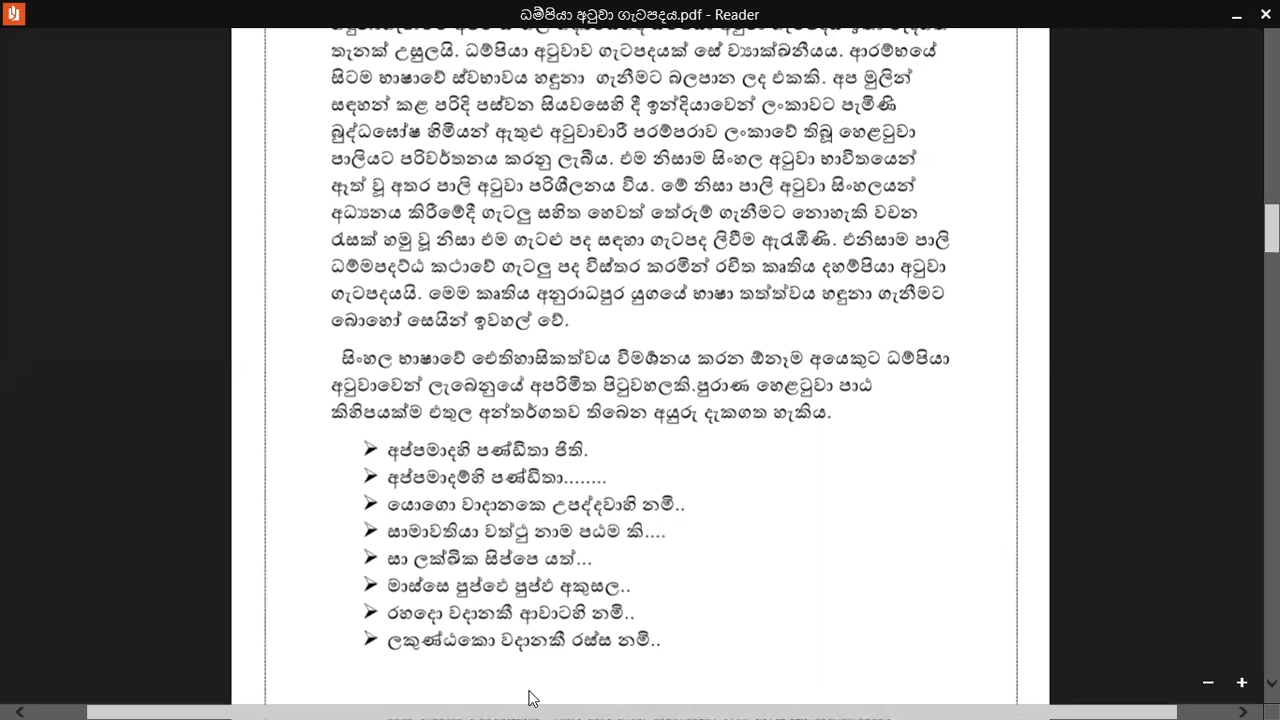 ධම්පියා අටුවා ගැටපදය.pdf - Reader
තැනක් උසුලයි. ධම්පියා අටුවාව ගැටපදයක් සේ ව්‍යාක්ඛනීයය. ආරම්භයේ
සිටම භාෂාවේ ස්වභාවය හඳුනා ගැනීමට බලපාන ලද එකකි. අප මුලින්
සඳහන් කළ පරිදි පස්වන සියවසෙහි දී ඉන්දියාවෙන් ලංකාවට පැමිණි
බුද්ධඝෝෂ හිමියන් ඇතුළු අටුවාචාරී පරම්පරාව ලංකාවේ තිබූ හෙළටුවා
පාලියට පරිවර්තනය කරනු ලැබීය. එම නිසාම සිංහල අටුවා භාවිතයෙන්
ඈත් වූ අතර පාලි අටුවා පරිශීලනය විය. මේ නිසා පාලි අටුවා සිංහලයන්
අධ්‍යනය කිරීමේදී ගැටලු සහිත හෙවත් තේරුම් ගැනීමට නොහැකි වචන
රැසක් හමු වූ නිසා එම ගැටළු පද සඳහා ගැටපද ලිවීම ඇරැඹිණි. එනිසාම පාලි
ධම්මපදට්ඨ කථාවේ ගැටලු පද විස්තර කරමින් රචිත කෘතිය දහම්පියා අටුවා
ගැටපදයයි. මෙම කෘතිය අනුරාධපුර යුගයේ භාෂා තත්ත්වය හඳුනා ගැනීමට
බොහෝ සෙයින් ඉවහල් වේ.
සිංහල භාෂාවේ ඓතිහාසිකත්වය විමර්ශනය කරන ඕනෑම අයෙකුට ධම්පියා
අටුවාවෙන් ලැබෙනුයේ අපරිමිත පිටුවහලකි.පුරාණ හෙළටුවා පාඨ
කිහිපයක්ම එතුල අන්තර්ගතව තිබෙන අයුරු දැකගත හැකිය.
➢ අප්පමාදහි පණ්ඩිතා ජිති.
➢ අප්පමාදම්හි පණ්ඩිතා........
➢ යොගො වාදානකෙ උපද්දවාහි නමි..
➢ සාමාවතියා වත්ථු නාම පඨම කි....
➢ සා ලක්ඛික සිප්පෙ යත්...
➢ මාස්සෙ පුප්ඵෙ පුප්ඵ අකුසල..
➢ රහදො වදානකී ආවාටහි නමි..
➢ ලකුණ්ඨකො වදානකී රස්ස නමි..